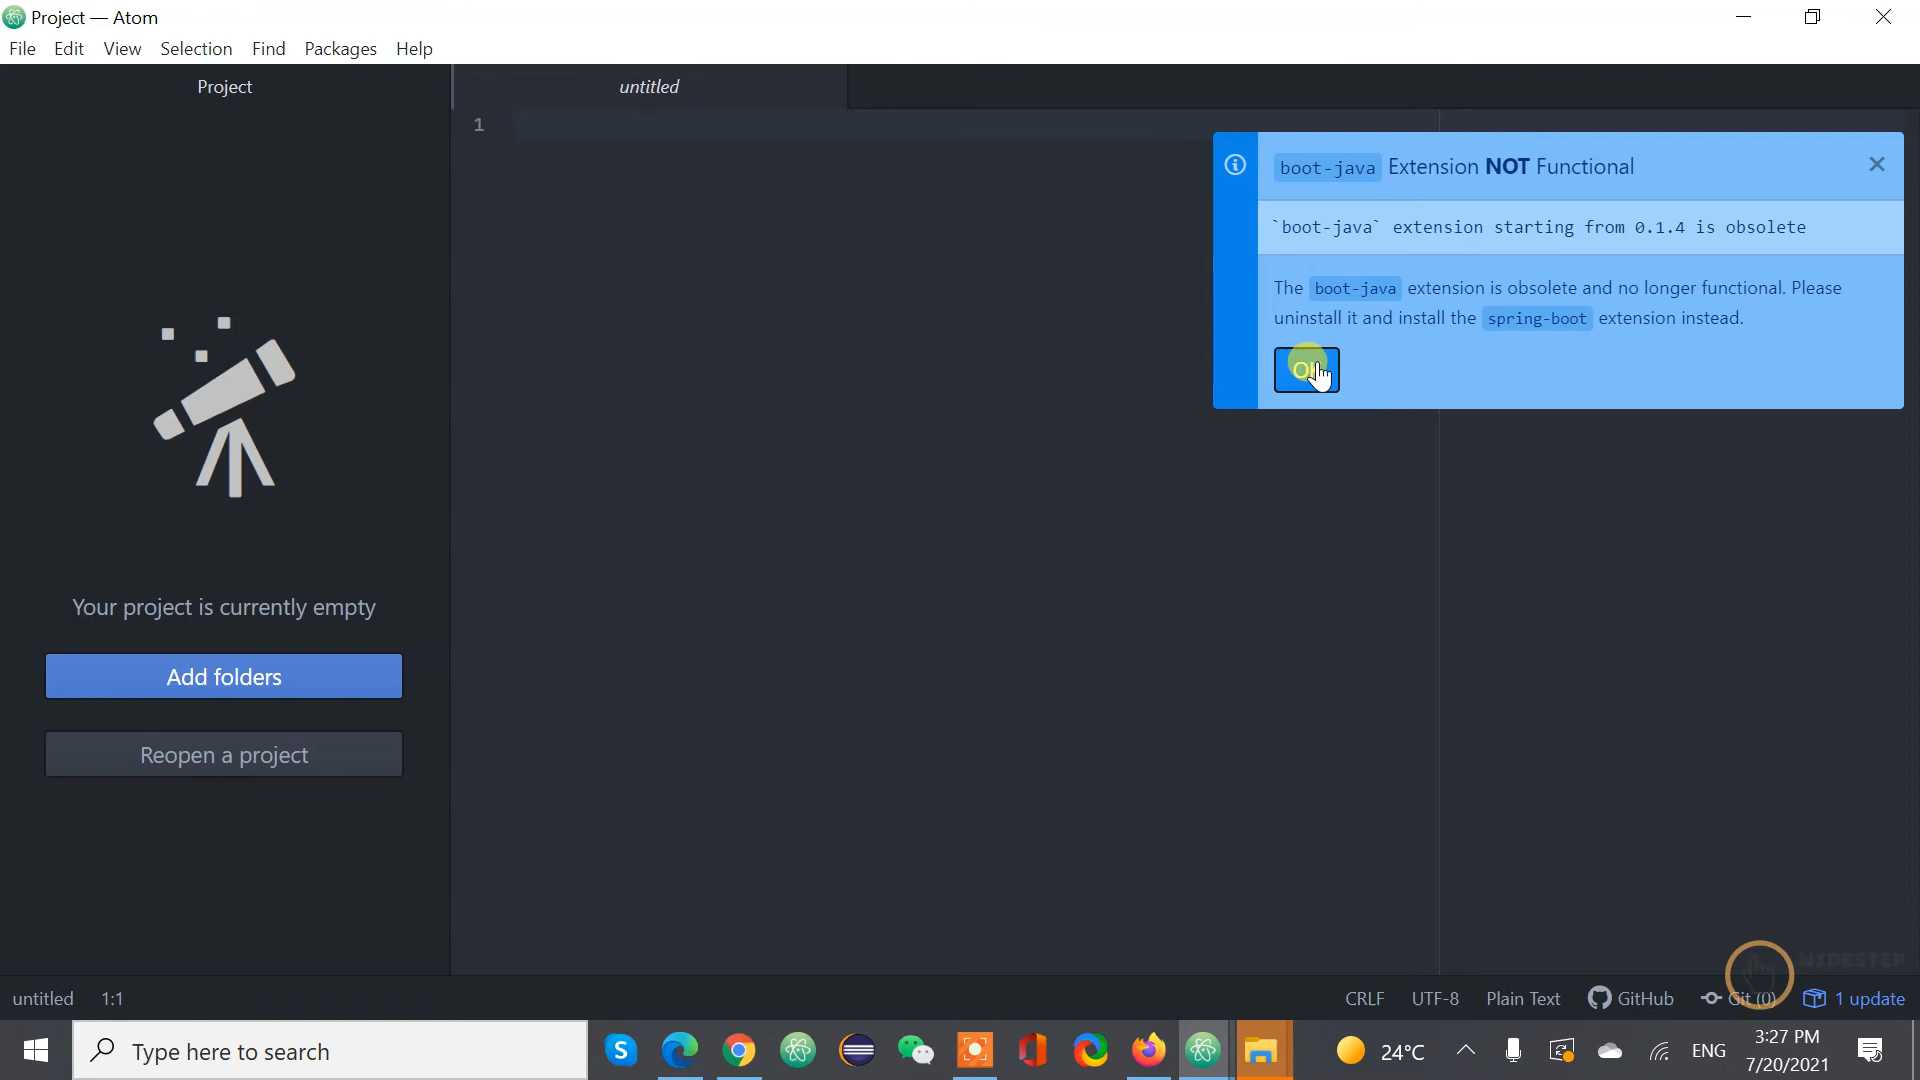 Project — Atom
File Edit View Selection Find Packages Help
Project
untitled
1
boot-java Extension NOT Functional
`boot-java` extension starting from 0.1.4 is obsolete
The boot-java extension is obsolete and no longer functional. Please
uninstall it and install the spring-boot extension instead.
OK
Your project is currently empty
Add folders
Reopen a project
WIDESTEP
untitled 1:1 CRLF UTF-8 Plain Text GitHub Git (0) 1 update
Type here to search
24°C ENG
3:27 PM
7/20/2021